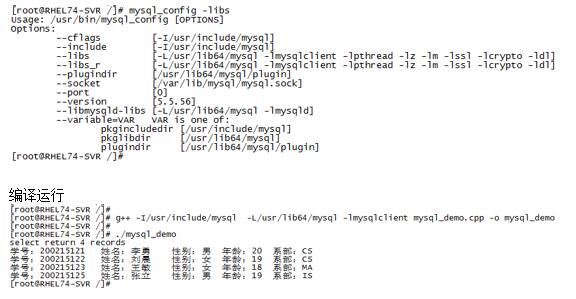 [root@RHEL74-SVR /]# mysql_config -libs
Usage: /usr/bin/mysql_config [OPTIONS]
Options:
--cflags [-I/usr/include/mysql]
--include [-I/usr/include/mysql]
--libs [-L/usr/lib64/mysql -lmysqlclient -lpthread -lz -lm -lssl -lcrypto -ldl]
--libs_r [-L/usr/lib64/mysql -lmysqlclient -lpthread -lz -lm -lssl -lcrypto -ldl]
--plugindir [/usr/lib64/mysql/plugin]
--socket [/var/lib/mysql/mysql.sock]
--port [0]
--version [5.5.56]
--libmysqld-libs [-L/usr/lib64/mysql -lmysqld]
--variable=VAR VAR is one of:
pkgincludedir [/usr/include/mysql]
pkglibdir [/usr/lib64/mysql]
plugindir [/usr/lib64/mysql/plugin]
[root@RHEL74-SVR /]#
编译运行
[root@RHEL74-SVR /]#
[root@RHEL74-SVR /]# g++ -I/usr/include/mysql -L/usr/lib64/mysql -lmysqlclient mysql_demo.cpp -o mysql_demo
[root@RHEL74-SVR /]#
[root@RHEL74-SVR /]# ./mysql_demo
select return 4 records
学号：200215121 姓名：李勇 性别：男 年龄：20 系部：CS
学号：200215122 姓名：刘晨 性别：女 年龄：19 系部：CS
学号：200215123 姓名：王敏 性别：女 年龄：18 系部：MA
学号：200215125 姓名：张立 性别：男 年龄：19 系部：IS
[root@RHEL74-SVR /]#